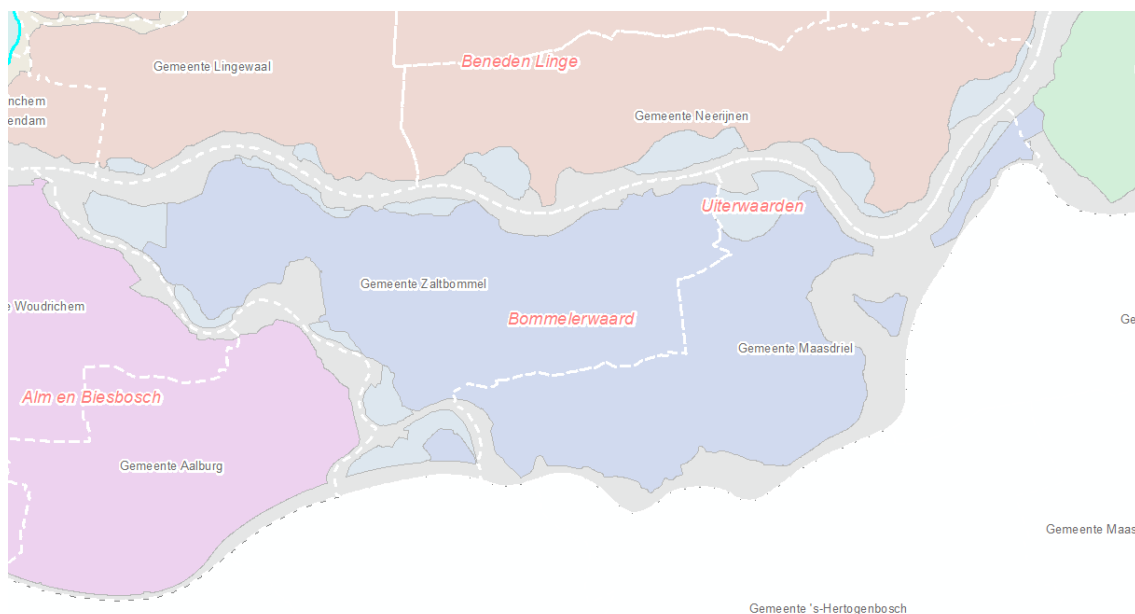 Beneden Linge
Gemeente Lingewaal
nchem
endam
Gemeente Neerijnen
Uiterwaarden
Gemeente Zaltbommel
e Woudrichem
Bommelerwaard
Ge
Gemeente Maasdriel
Alm en Biesbosch
Gemeente Aalburg
Gemeente Maas
Gemeente 's-Hertogenbosch